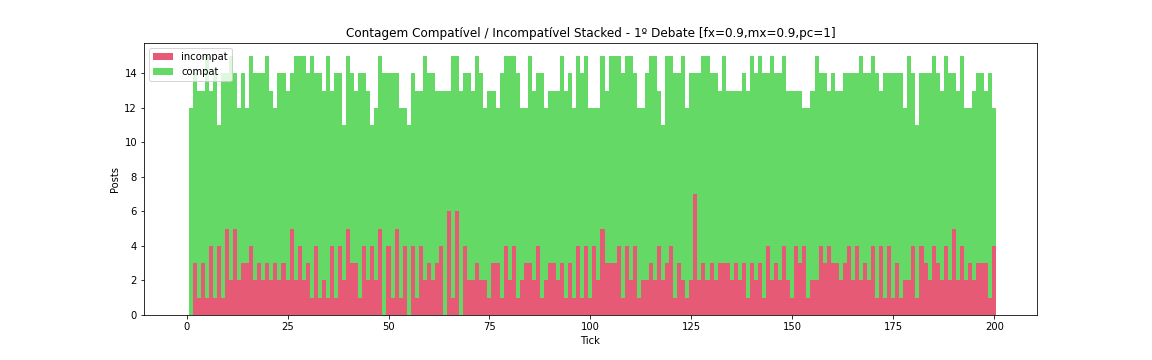 Contagem Compatível / Incompatível Stacked - 1º Debate [fx=0.9,mx=0.9,pc=1]
incompat
compat
14
12
10
8
6
4
2
0
Posts
0 25 50 75 100 125 150 175 200
Tick